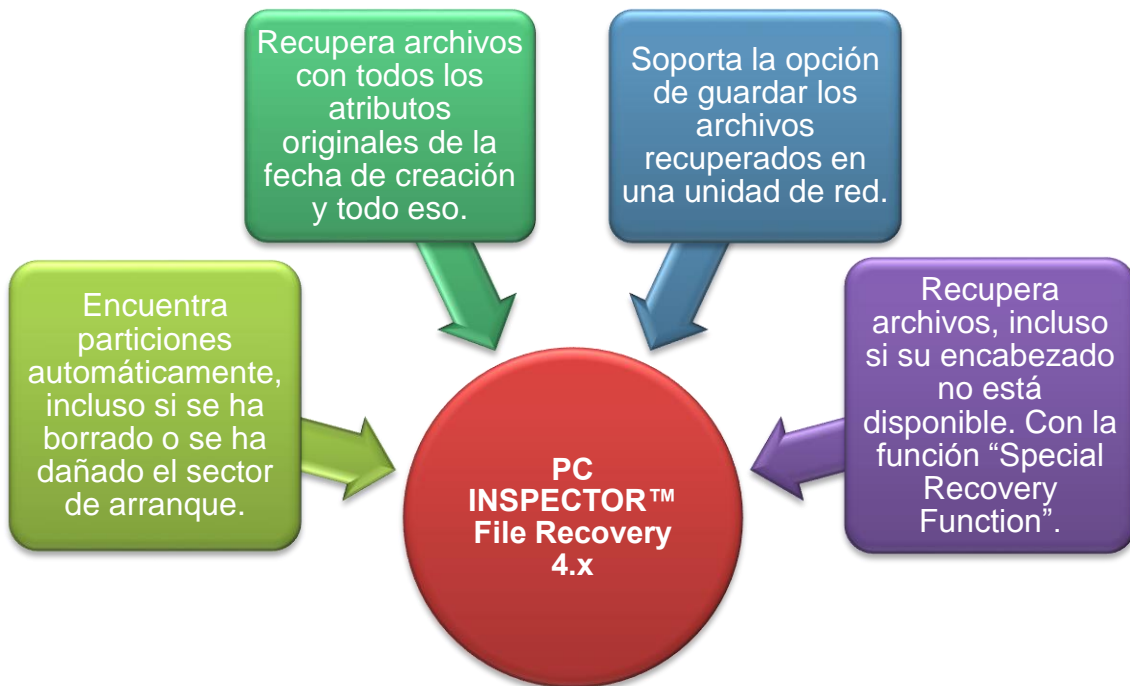 Recupera archivos
con todos los
atributos
originales de la
fecha de creación
y todo eso.
Soporta la opción
de guardar los
archivos
recuperados en
una unidad de red.
Encuentra
particiones
automáticamente,
incluso si se ha
borrado o se ha
dañado el sector
de arranque.
Recupera
archivos, incluso
si su encabezado
no está
disponible. Con la
función “Special
Recovery
Function”.
PC
INSPECTOR™
File Recovery
4.x